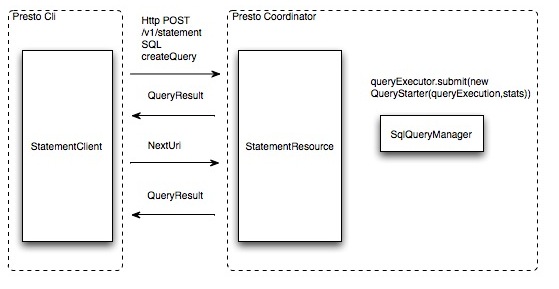 Presto Cli
Presto Coordinator
Http POST
/v1/statement
SQL
createQuery
queryExecutor.submit(new
QueryStarter(queryExecution,stats))
QueryResult
StatementClient
NextUrl
StatementResource
SqlQueryManager
QueryResult